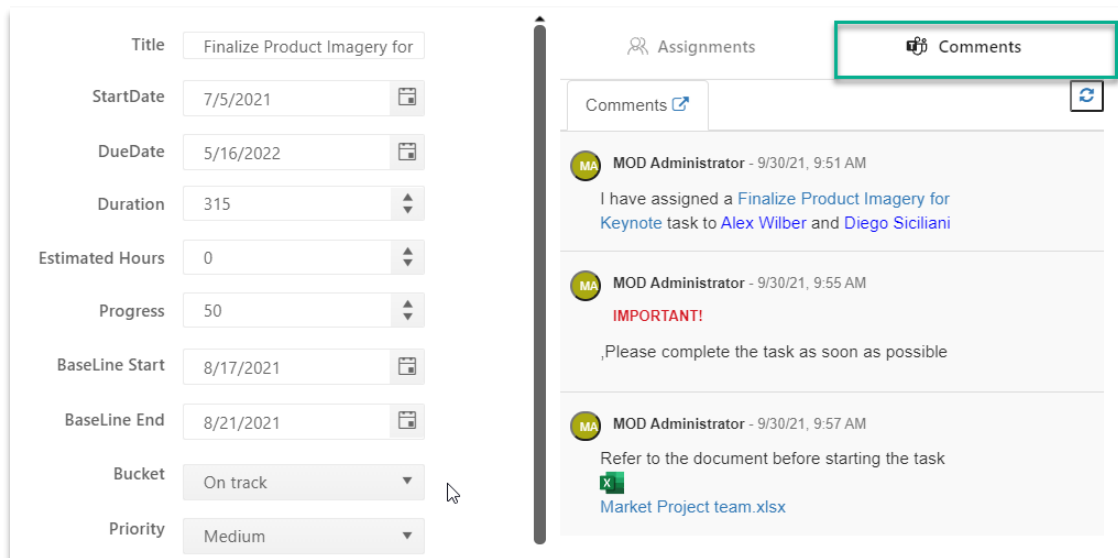 Title Finalize Product Imagery for
StartDate 7/5/2021
DueDate 5/16/2022
Duration 315
Estimated Hours 0
Progress 50
BaseLine Start 8/17/2021
BaseLine End 8/21/2021
Bucket On track
Priority Medium
Assignments Comments
Comments
MA MOD Administrator - 9/30/21, 9:51 AM
I have assigned a Finalize Product Imagery for
Keynote task to Alex Wilber and Diego Siciliani
MA MOD Administrator - 9/30/21, 9:55 AM
IMPORTANT!
,Please complete the task as soon as possible
MA MOD Administrator - 9/30/21, 9:57 AM
Refer to the document before starting the task
X
Market Project team.xlsx